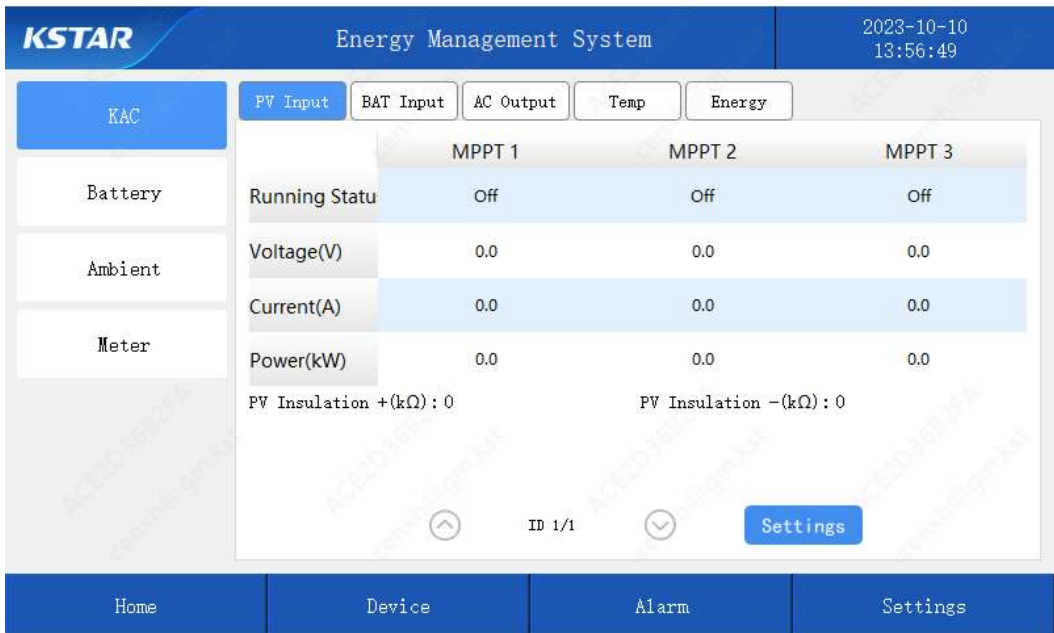 KSTAR
Energy Management System
2023-10-10
13:56:49
KAC
Battery
Ambient
Meter
PV Input BAT Input AC Output Temp Energy
MPPT 1 MPPT 2 MPPT 3
Running Statu Off Off Off
Voltage(V) 0.0 0.0 0.0
Current(A) 0.0 0.0 0.0
Power(kW) 0.0 0.0 0.0
PV Insulation +(kΩ): 0 PV Insulation -(kΩ): 0
ID 1/1
Settings
Home Device Alarm Settings